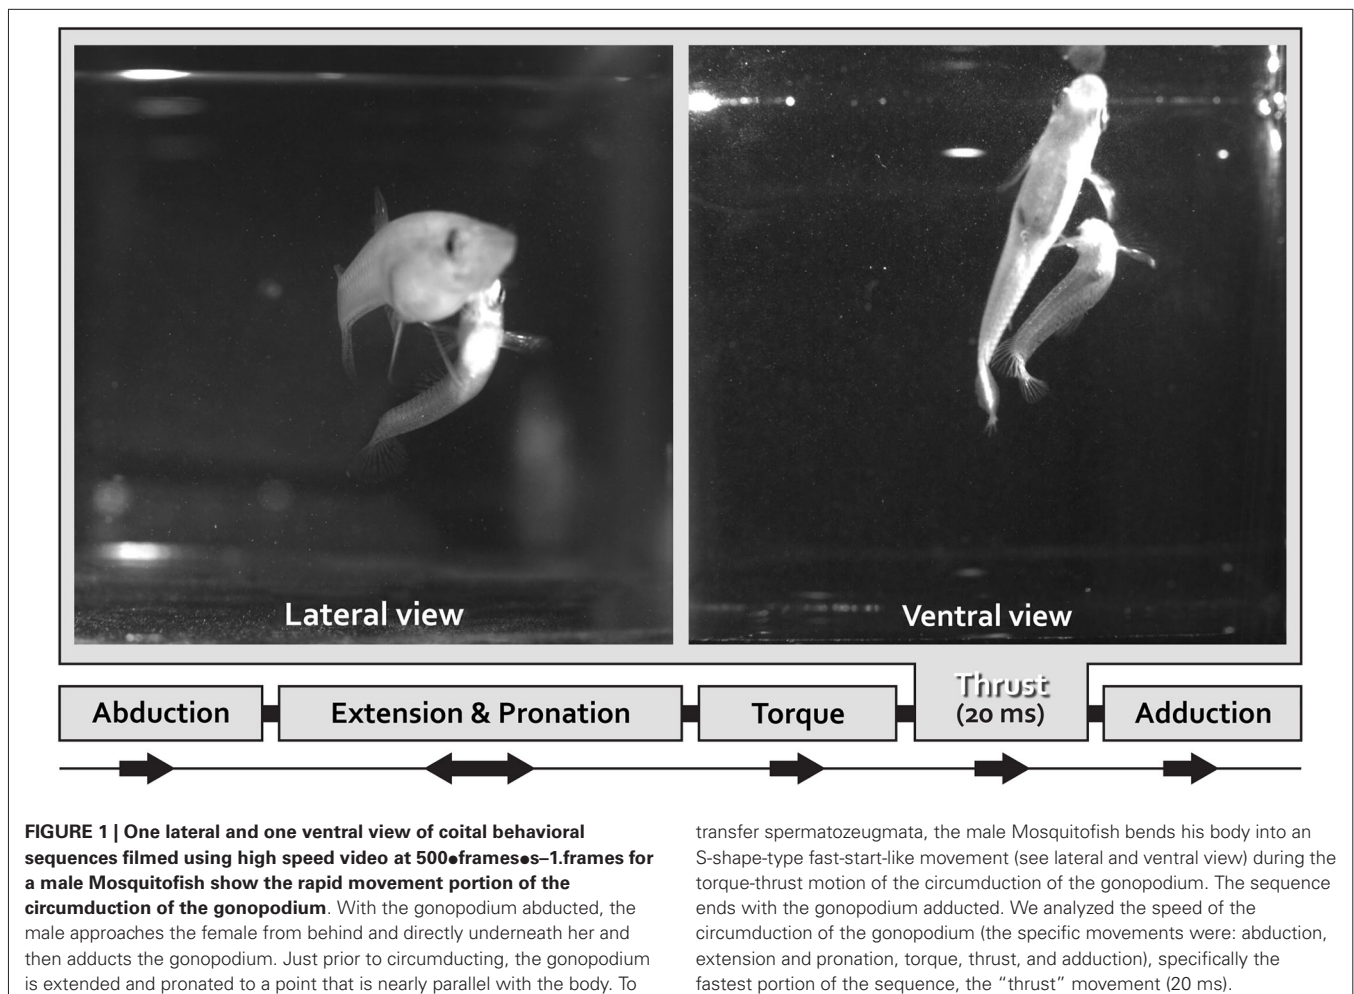 Lateral view
Ventral view
Abduction
Extension & Pronation
Torque
Thrust
(20 ms)
Adduction
FIGURE 1 | One lateral and one ventral view of coital behavioral
sequences filmed using high speed video at 500●frames●s–1.frames for
a male Mosquitofish show the rapid movement portion of the
circumduction of the gonopodium. With the gonopodium abducted, the
male approaches the female from behind and directly underneath her and
then adducts the gonopodium. Just prior to circumducting, the gonopodium
is extended and pronated to a point that is nearly parallel with the body. To
transfer spermatozeugmata, the male Mosquitofish bends his body into an
S-shape-type fast-start-like movement (see lateral and ventral view) during the
torque-thrust motion of the circumduction of the gonopodium. The sequence
ends with the gonopodium adducted. We analyzed the speed of the
circumduction of the gonopodium (the specific movements were: abduction,
extension and pronation, torque, thrust, and adduction), specifically the
fastest portion of the sequence, the “thrust” movement (20 ms).